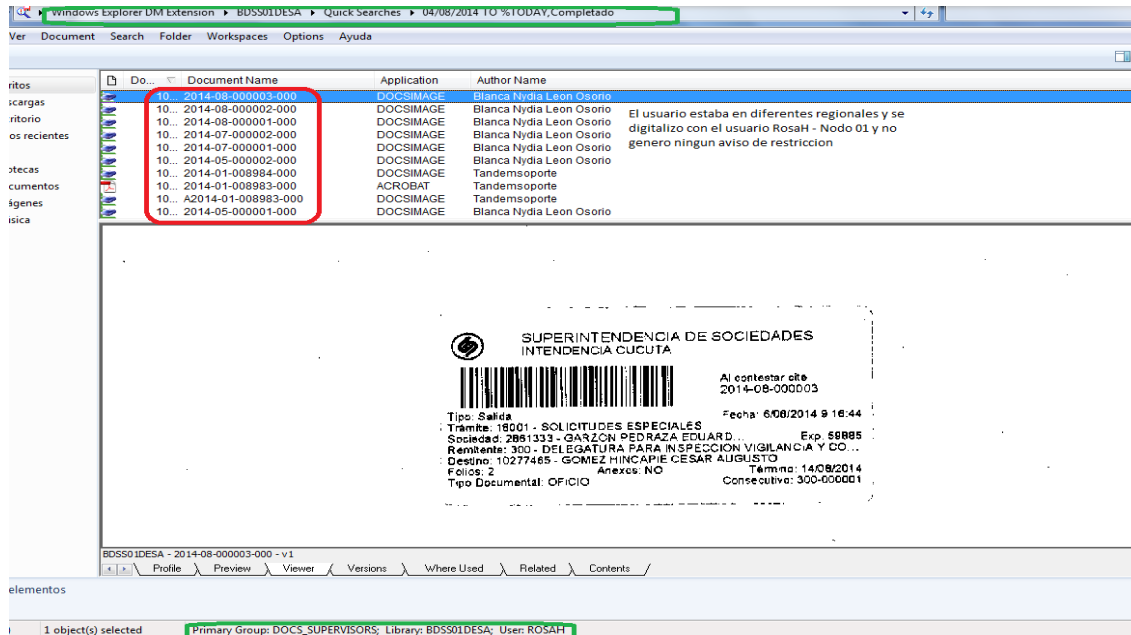 Windows Explorer DM Extension ▸ BDSS01DESA ▸ Quick Searches ▸ 04/08/2014 TO %TODAY,Completado
Ver Document Search Folder Workspaces Options Ayuda
ritos
scargas
critorio
os recientes
otecas
cumentos
ágenes
isica
Do... Document Name Application Author Name
10... 2014-08-000003-000 DOCSIMAGE Blanca Nydia Leon Osorio
10... 2014-08-000002-000 DOCSIMAGE Blanca Nydia Leon Osorio
10... 2014-08-000001-000 DOCSIMAGE Blanca Nydia Leon Osorio
10... 2014-07-000002-000 DOCSIMAGE Blanca Nydia Leon Osorio
10... 2014-07-000001-000 DOCSIMAGE Blanca Nydia Leon Osorio
10... 2014-05-000002-000 DOCSIMAGE Blanca Nydia Leon Osorio
10... 2014-01-008984-000 DOCSIMAGE Tandemsoporte
10... 2014-01-008983-000 ACROBAT Tandemsoporte
10... A2014-01-008983-000 DOCSIMAGE Tandemsoporte
10... 2014-05-000001-000 DOCSIMAGE Blanca Nydia Leon Osorio
El usuario estaba en diferentes regionales y se
digitalizo con el usuario RosaH - Nodo 01 y no
genero ningun aviso de restriccion
SUPERINTENDENCIA DE SOCIEDADES
INTENDENCIA CUCUTA
Al contestar cite
2014-08-000003
Tipo: Salida Fecha: 6/08/2014 9:16:44
Trámite: 16001 - SOLICITUDES ESPECIALES
Sociedad: 2861333 - GARZON PEDRAZA EDUARD... Exp. 59885
Remitente: 300 - DELEGATURA PARA INSPECCION VIGILANCIA Y CO...
Destino: 10277465 - GOMEZ HINCAPIE CESAR AUGUSTO
Folios: 2 Anexos: NO Término: 14/08/2014
Tipo Documental: OFICIO Consecutivo: 300-000001
BDSS01DESA - 2014-08-000003-000 - v1
Profile Preview Viewer Versions Where Used Related Contents
elementos
1 object(s) selected Primary Group: DOCS_SUPERVISORS; Library: BDSS01DESA; User: ROSAH